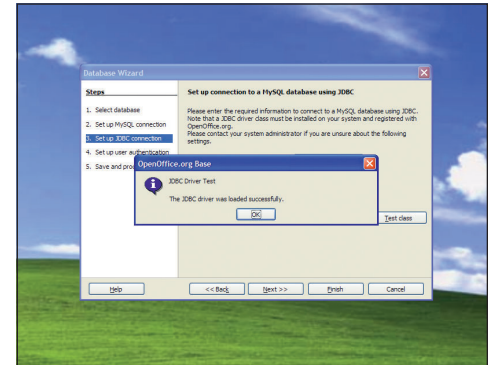 Database Wizard
Steps
1. Select database
2. Set up MySQL connection
3. Set up JDBC connection
4. Set up user authentication
5. Save and pro
Set up connection to a MySQL database using JDBC
Please enter the required information to connect to a MySQL database using JDBC.
Note that a JDBC driver class must be installed on your system and registered with
OpenOffice.org.
Please contact your system administrator if you are unsure about the following
settings.
OpenOffice.org Base
JDBC Driver Test
The JDBC driver was loaded successfully.
OK
Test class
Help
<< Back
Next >>
Finish
Cancel